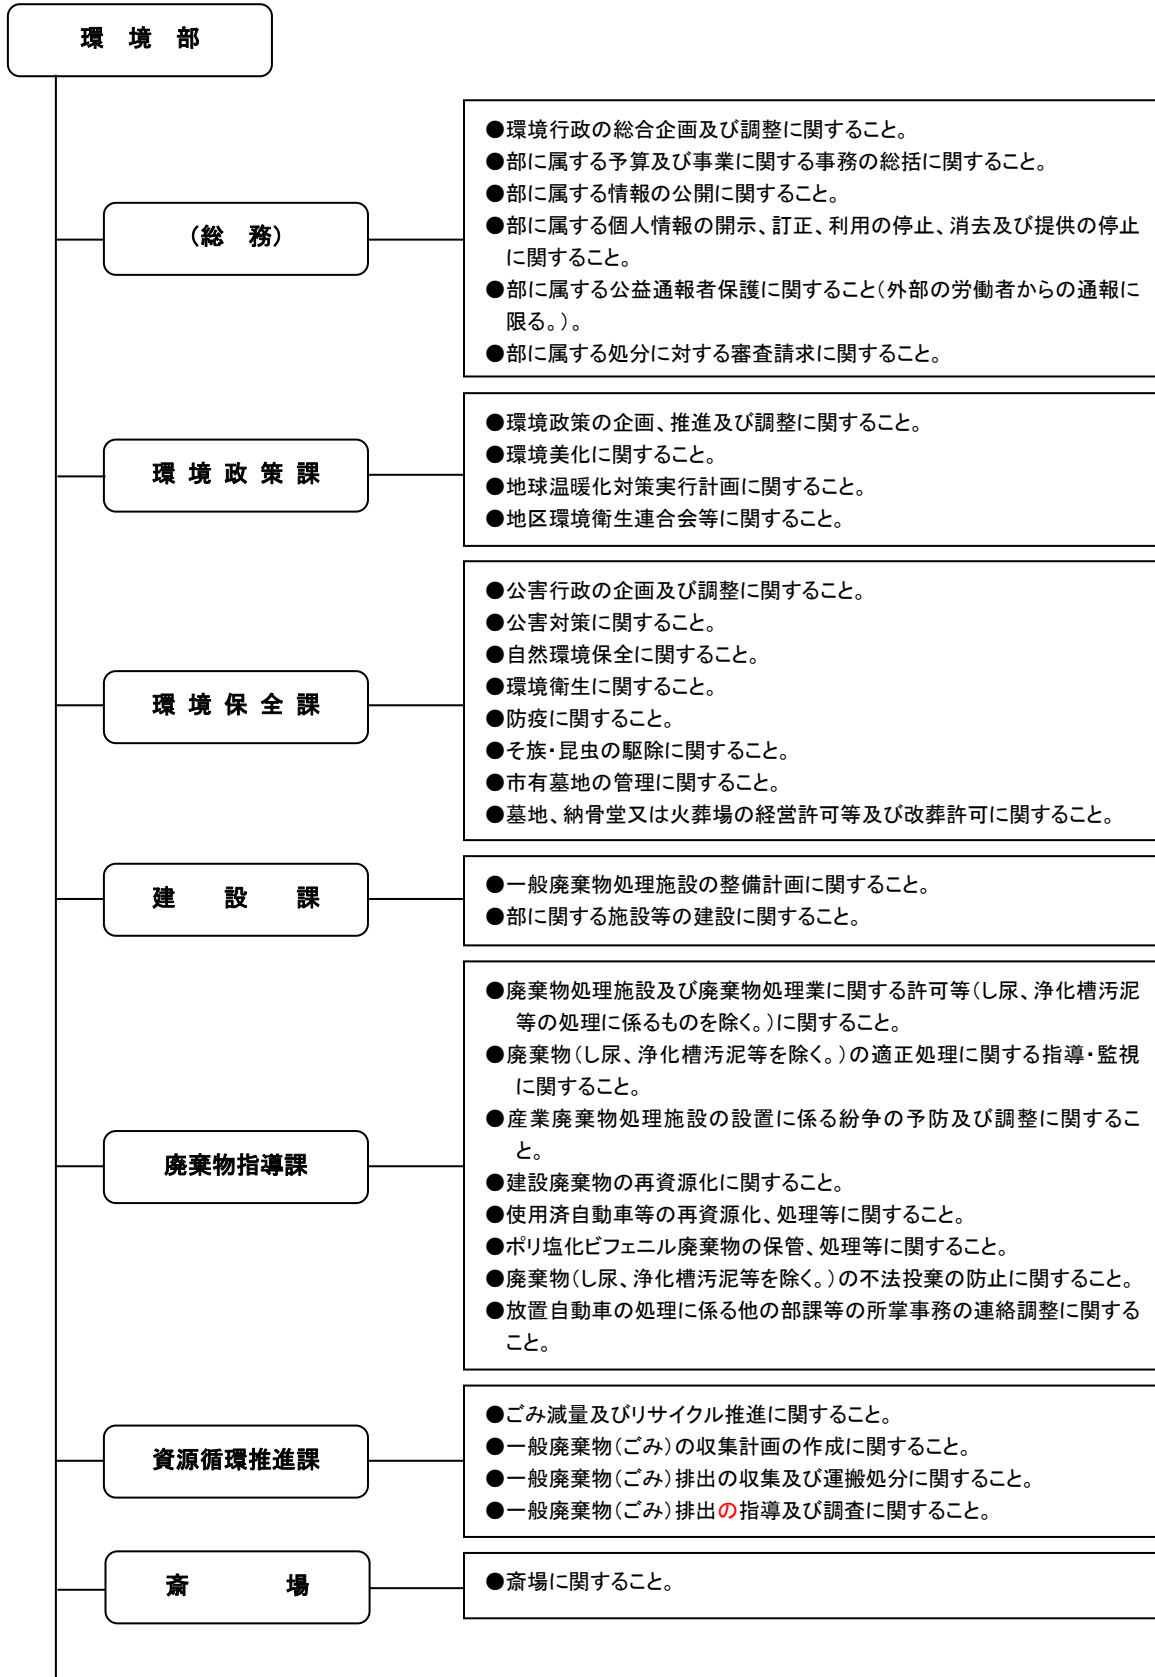 環　境　部
●環境行政の総合企画及び調整に関すること。
●部に属する予算及び事業に関する事務の総括に関すること。
●部に属する情報の公開に関すること。
（総　務）
●部に属する個人情報の開示、訂正、利用の停止、消去及び提供の停止
に関すること。
●部に属する公益通報者保護に関すること（外部の労働者からの通報に
限る。）。
●部に属する処分に対する審査請求に関すること。
環 境 政 策 課
●環境政策の企画、推進及び調整に関すること。
●環境美化に関すること。
●地球温暖化対策実行計画に関すること。
●地区環境衛生連合会等に関すること。
環 境 保 全 課
●公害行政の企画及び調整に関すること。
●公害対策に関すること。
●自然環境保全に関すること。
●環境衛生に関すること。
●防疫に関すること。
●そ族・昆虫の駆除に関すること。
●市有墓地の管理に関すること。
●墓地、納骨堂又は火葬場の経営許可等及び改葬許可に関すること。
建　設　課
●一般廃棄物処理施設の整備計画に関すること。
●部に関する施設等の建設に関すること。
廃棄物指導課
●廃棄物処理施設及び廃棄物処理業に関する許可等（し尿、浄化槽汚泥
等の処理に係るものを除く。）に関すること。
●廃棄物（し尿、浄化槽汚泥等を除く。）の適正処理に関する指導・監視
に関すること。
●産業廃棄物処理施設の設置に係る紛争の予防及び調整に関するこ
と。
●建設廃棄物の再資源化に関すること。
●使用済自動車等の再資源化、処理等に関すること。
●ポリ塩化ビフェニル廃棄物の保管、処理等に関すること。
●廃棄物（し尿、浄化槽汚泥等を除く。）の不法投棄の防止に関すること。
●放置自動車の処理に係る他の部課等の所掌事務の連絡調整に関する
こと。
資源循環推進課
●ごみ減量及びリサイクル推進に関すること。
●一般廃棄物（ごみ）の収集計画の作成に関すること。
●一般廃棄物（ごみ）排出の収集及び運搬処分に関すること。
●一般廃棄物（ごみ）排出の指導及び調査に関すること。
斎　場
●斎場に関すること。